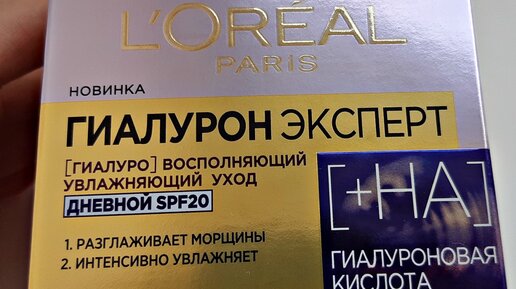 L'ORÉAL
PARIS
НОВИНКА
ГИАЛУРОН ЭКСПЕРТ
[ГИАЛУРО] ВОСПОЛНЯЮЩИЙ
УВЛАЖНЯЮЩИЙ УХОД
ДНЕВНОЙ SPF20
1. РАЗГЛАЖИВАЕТ МОРЩИНЫ
2. ИНТЕНСИВНО УВЛАЖНЯЕТ
[+HA]
ГИАЛУРОНОВАЯ
КИСЛОТА